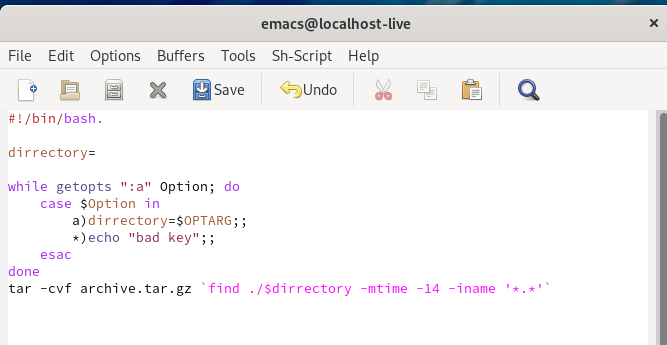 emacs@localhost-live
File Edit Options Buffers Tools Sh-Script Help
Save Undo
#!/bin/bash.
dirrectory=
while getopts ":a" Option; do
case $Option in
a)dirrectory=$OPTARG;;
*)echo "bad key";;
esac
done
tar -cvf archive.tar.gz `find ./$dirrectory -mtime -14 -iname '*.*'`